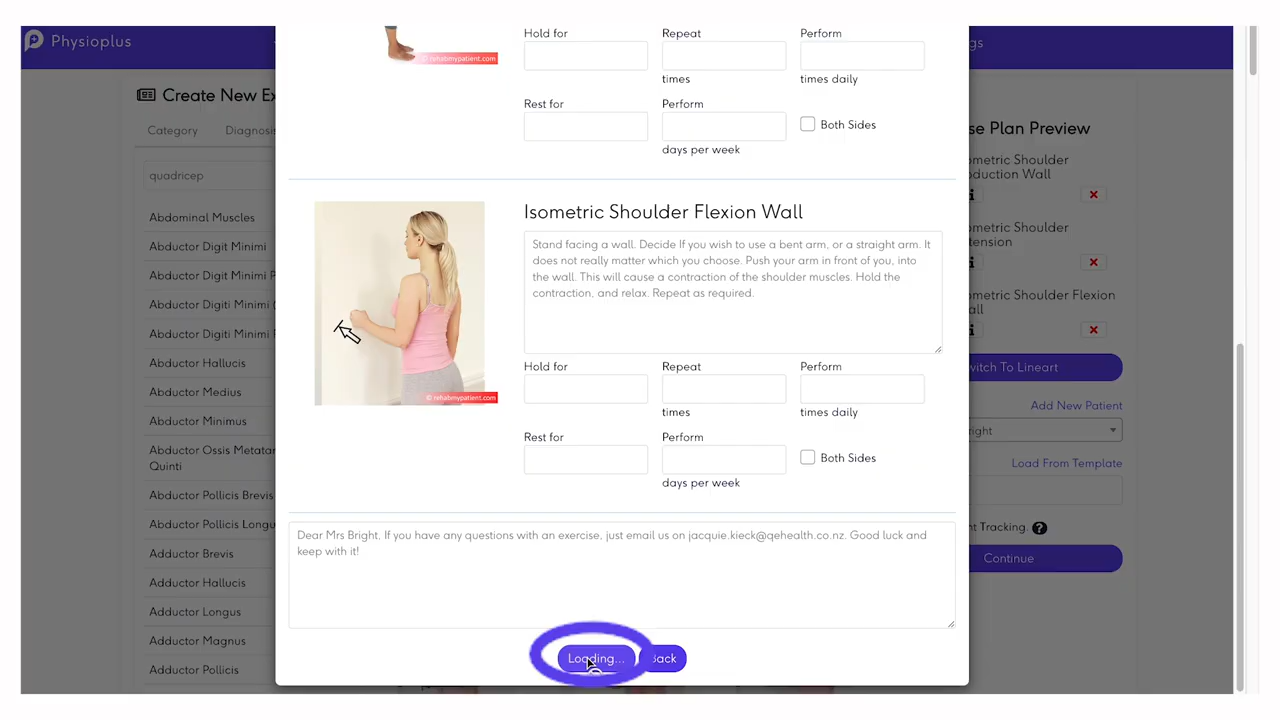 Physioplus
gs
Create New Ex
Category Diagnosis
quadricep
Abdominal Muscles
Abductor Digit Minimi
Abductor Digiti Minimi P
Abductor Digiti Minimi (
Abductor Digiti Minimi F
Abductor Hallucis
Abductor Medius
Abductor Minimus
Abductor Ossis Metatar
Quinti
Abductor Pollicis Brevis
Abductor Pollicis Longu
Adductor Brevis
Adductor Hallucis
Adductor Longus
Adductor Magnus
Adductor Pollicis
© rehabmypatient.com
Hold for Repeat Perform
times times daily
Rest for Perform
Both Sides
days per week
Isometric Shoulder Flexion Wall
Stand facing a wall. Decide If you wish to use a bent arm, or a straight arm. It
does not really matter which you choose. Push your arm in front of you, into
the wall. This will cause a contraction of the shoulder muscles. Hold the
contraction, and relax. Repeat as required.
© rehabmypatient.com
Hold for Repeat Perform
times times daily
Rest for Perform
Both Sides
days per week
Dear Mrs Bright, If you have any questions with an exercise, just email us on jacquie.kieck@qehealth.co.nz. Good luck and
keep with it!
Loading... Back
se Plan Preview
ometric Shoulder
duction Wall
ometric Shoulder
tension
ometric Shoulder Flexion
all
witch To Lineart
Add New Patient
right
Load From Template
nt Tracking. ?
Continue